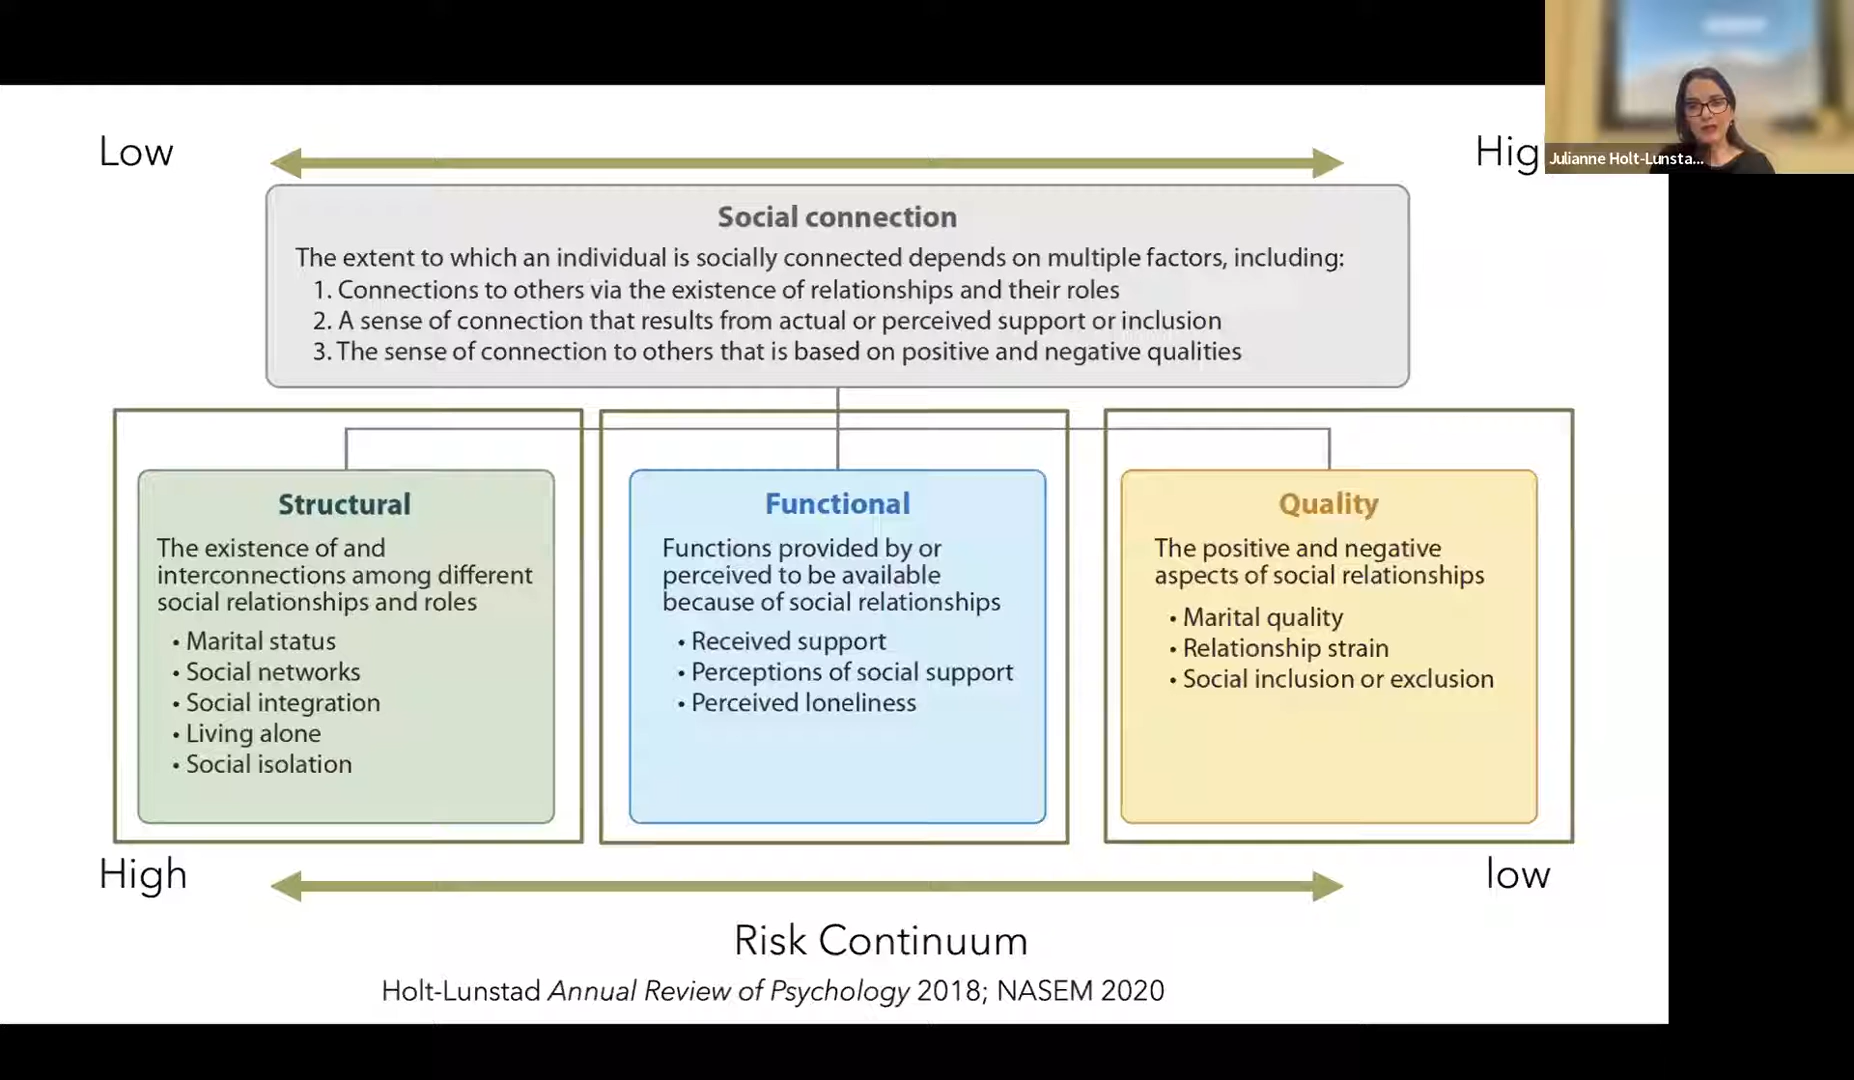 Low
Hig
Julianne Holt-Lunsta...
Social connection
The extent to which an individual is socially connected depends on multiple factors, including:
1. Connections to others via the existence of relationships and their roles
2. A sense of connection that results from actual or perceived support or inclusion
3. The sense of connection to others that is based on positive and negative qualities
Structural
The existence of and
interconnections among different
social relationships and roles
• Marital status
• Social networks
• Social integration
• Living alone
• Social isolation
Functional
Functions provided by or
perceived to be available
because of social relationships
• Received support
• Perceptions of social support
• Perceived loneliness
Quality
The positive and negative
aspects of social relationships
• Marital quality
• Relationship strain
• Social inclusion or exclusion
High
low
Risk Continuum
Holt-Lunstad Annual Review of Psychology 2018; NASEM 2020